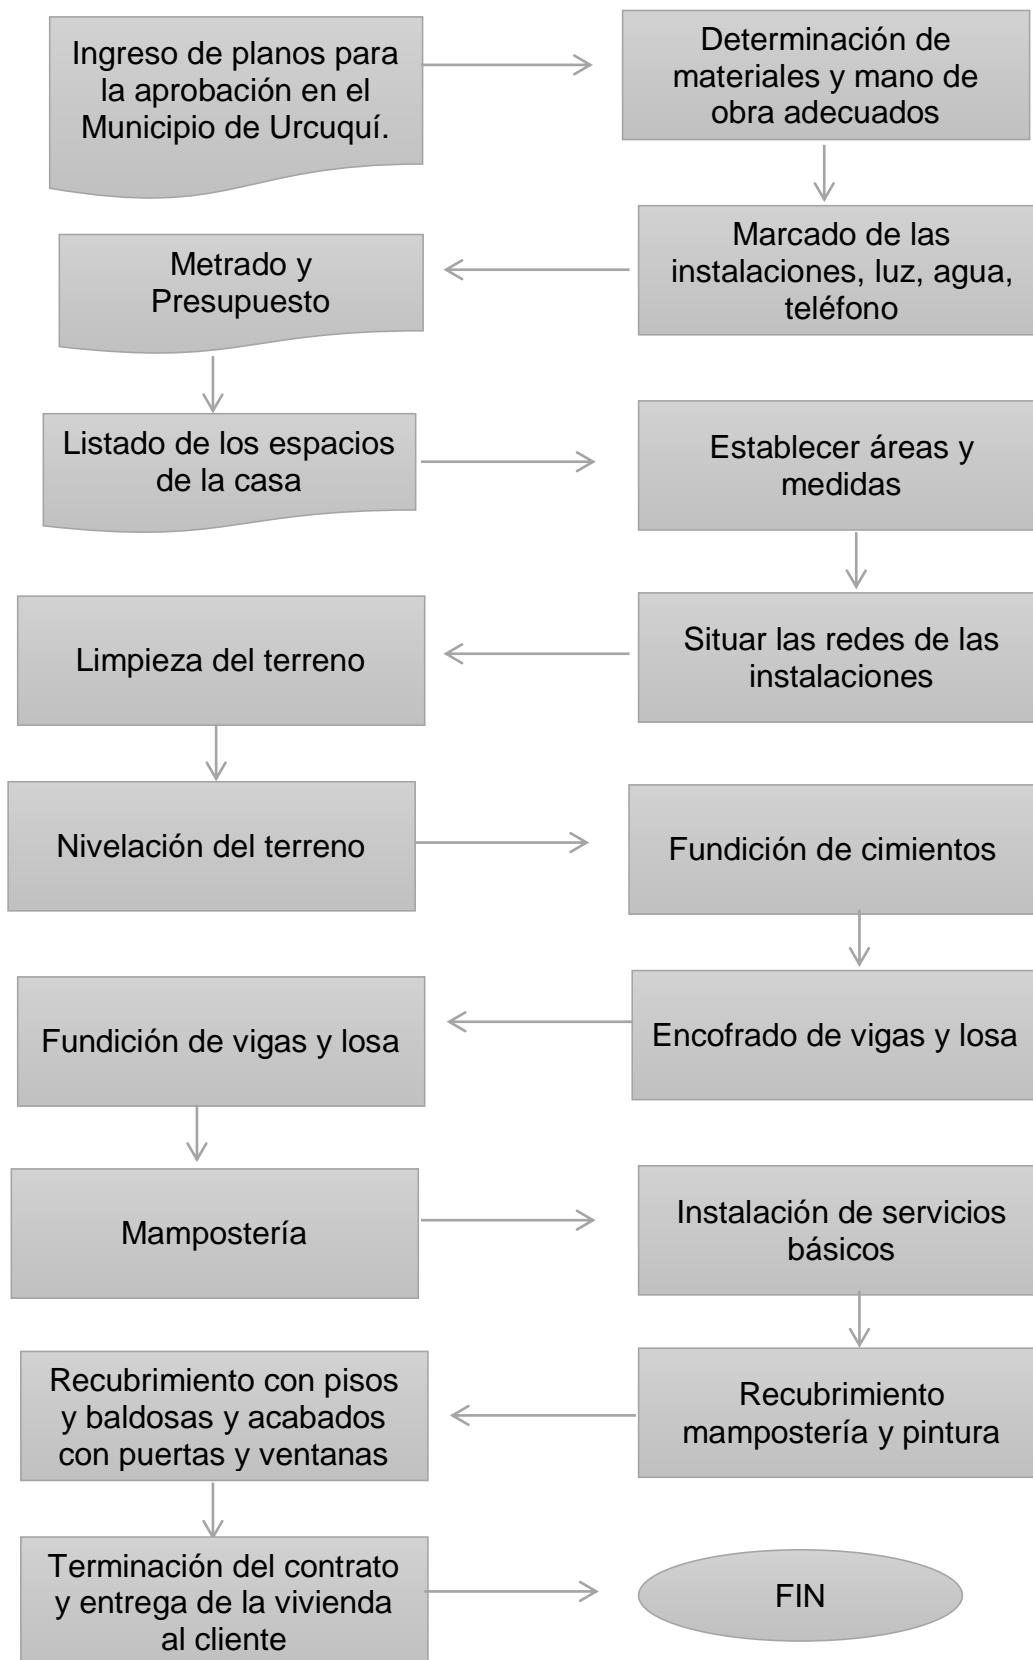 Ingreso de planos para
la aprobación en el
Municipio de Urcuquí.
Determinación de
materiales y mano de
obra adecuados
Marcado de las
instalaciones, luz, agua,
teléfono
Metrado y
Presupuesto
Listado de los espacios
de la casa
Establecer áreas y
medidas
Situar las redes de las
instalaciones
Limpieza del terreno
Nivelación del terreno
Fundición de cimientos
Encofrado de vigas y losa
Fundición de vigas y losa
Mampostería
Instalación de servicios
básicos
Recubrimiento
mampostería y pintura
Recubrimiento con pisos
y baldosas y acabados
con puertas y ventanas
Terminación del contrato
y entrega de la vivienda
al cliente
FIN